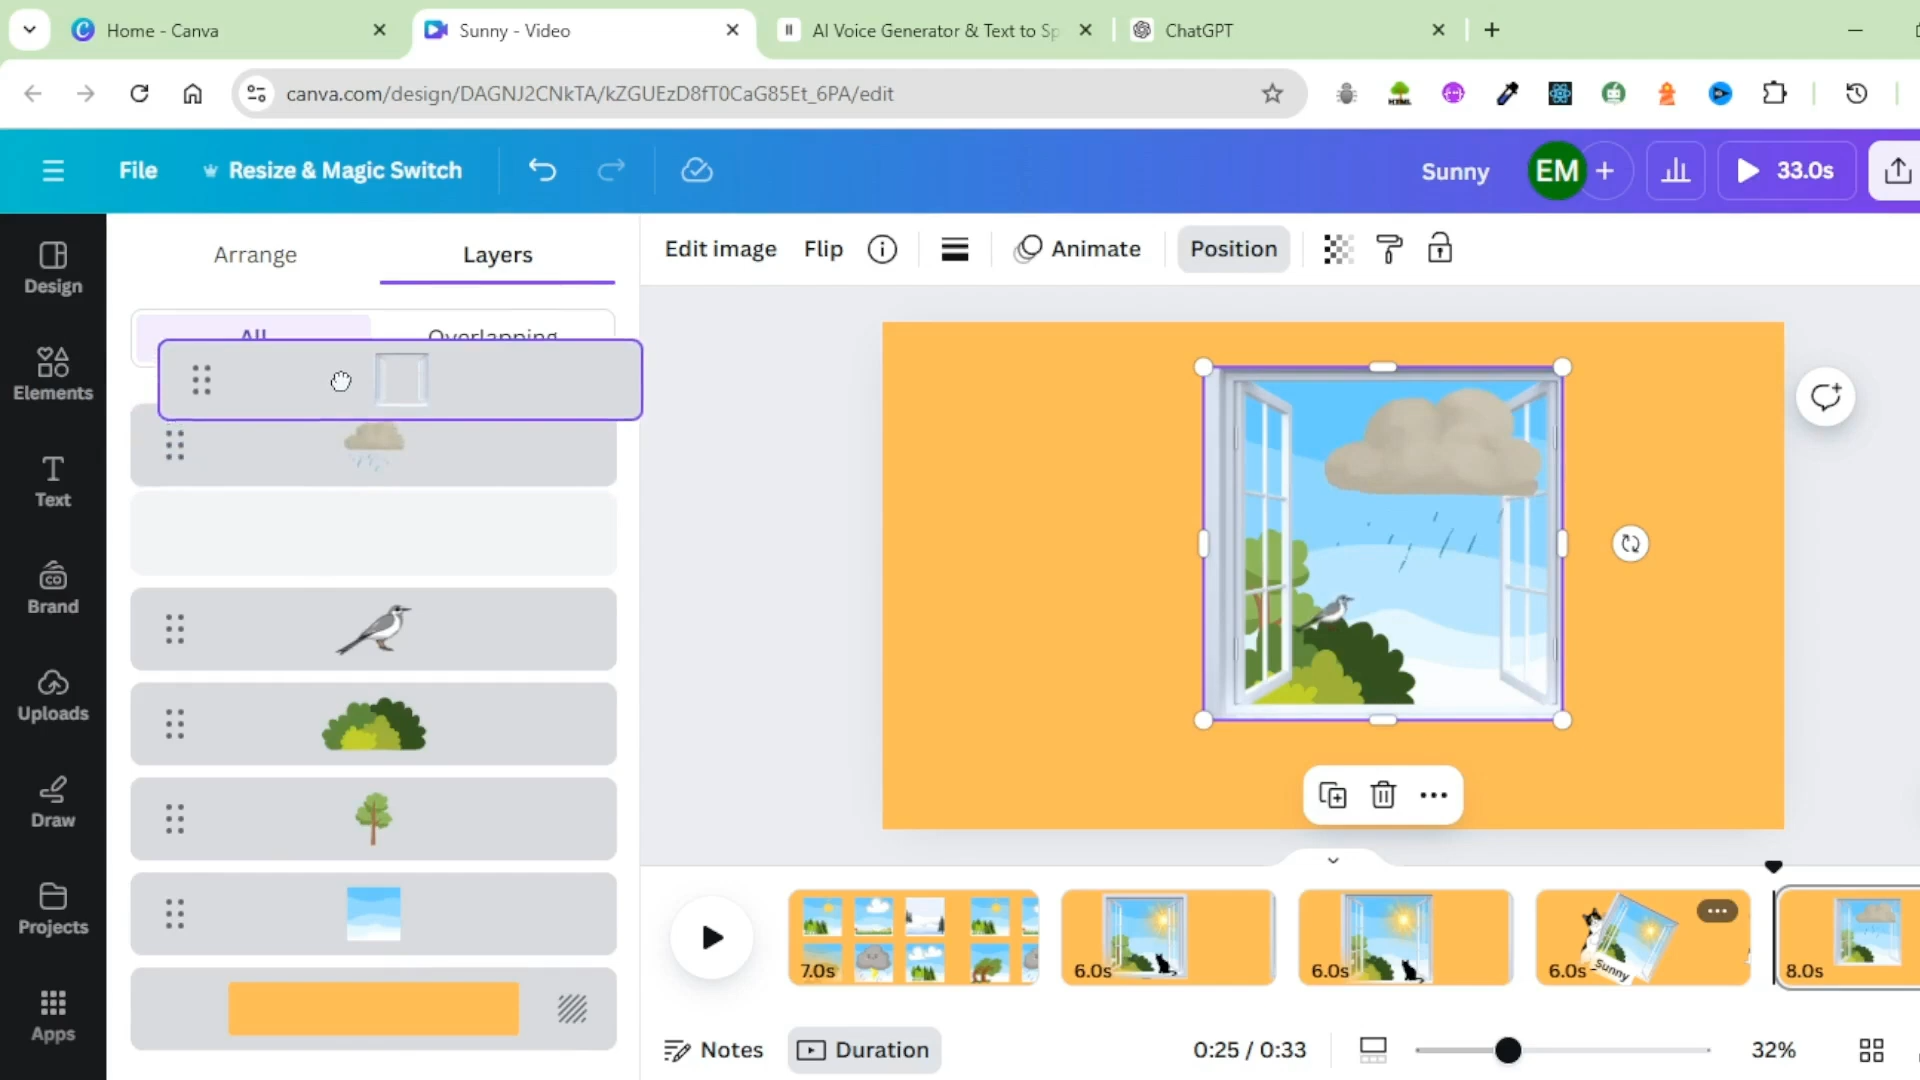 Home - Canva
Sunny - Video
AI Voice Generator & Text to Sp
ChatGPT
canva.com/design/DAGNJ2CNkTA/kZGUEzD8fT0CaG85Et_6PA/edit
File
Resize & Magic Switch
Sunny
EM
33.0s
Design
Elements
Text
Brand
Uploads
Draw
Projects
Apps
Arrange
Layers
All
Overlapping
Edit image
Flip
Animate
Position
7.0s
6.0s
6.0s
6.0s
Sunny
8.0s
Notes
Duration
0:25 / 0:33
32%